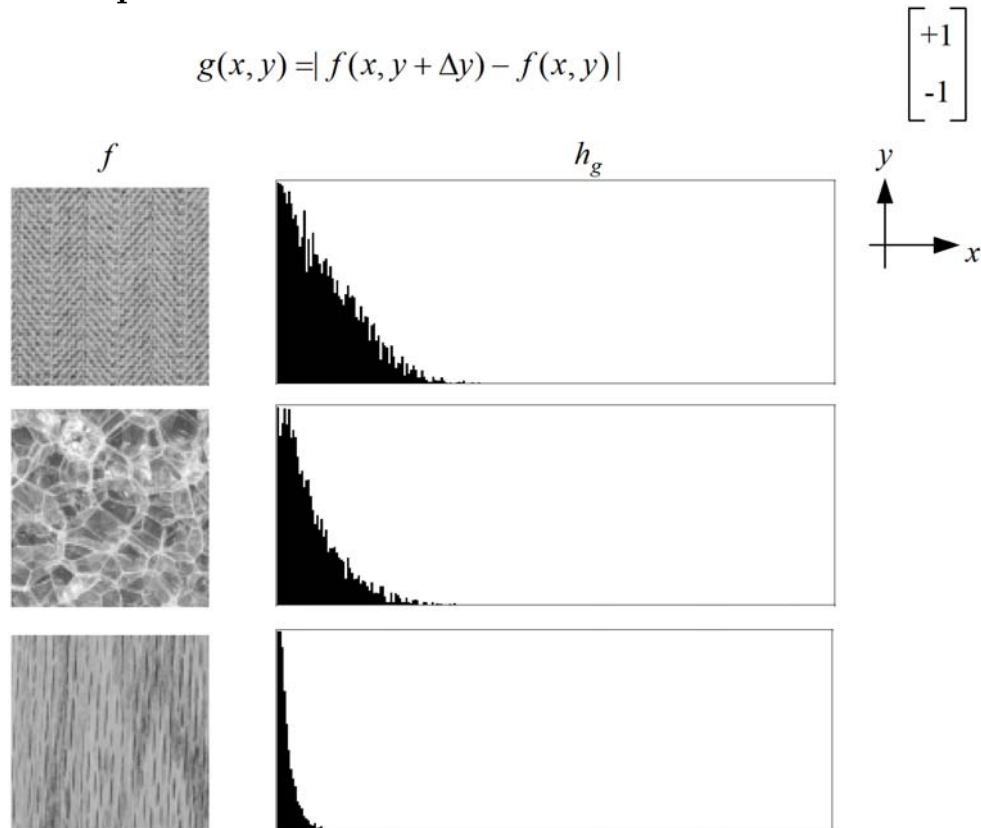 g(x, y) =| f(x, y + Δy) − f(x, y) |
+1
-1
f
h_g
y
x